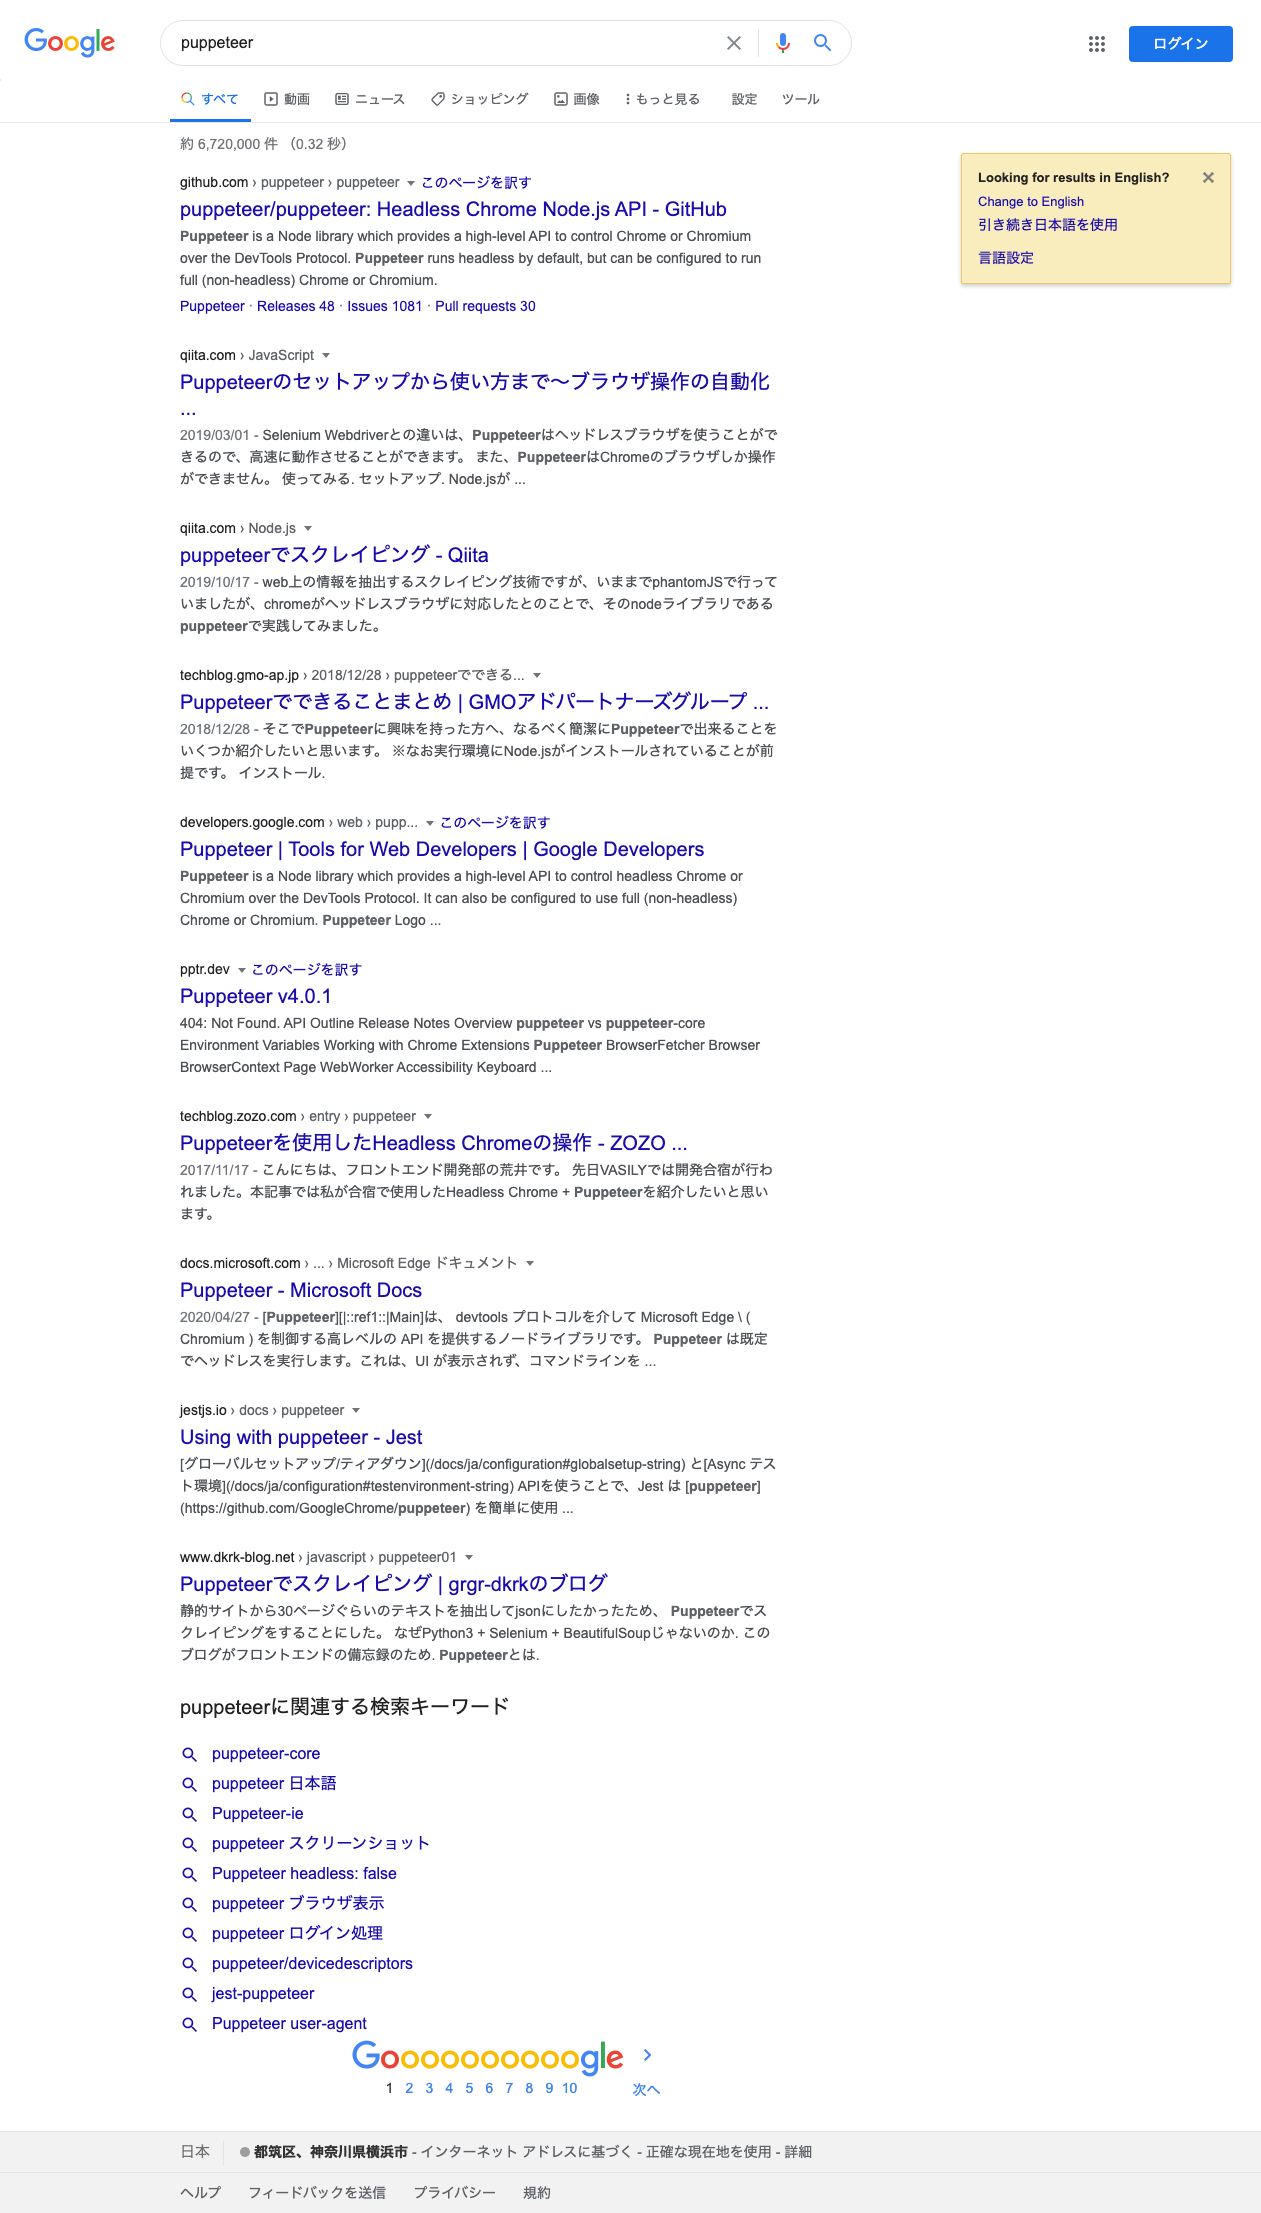 Google
puppeteer
ログイン
すべて 動画 ニュース ショッピング 画像 もっと見る 設定 ツール
約 6,720,000 件 （0.32 秒）
Looking for results in English?
Change to English
引き続き日本語を使用
言語設定
github.com › puppeteer › puppeteer このページを訳す
puppeteer/puppeteer: Headless Chrome Node.js API - GitHub
Puppeteer is a Node library which provides a high-level API to control Chrome or Chromium
over the DevTools Protocol. Puppeteer runs headless by default, but can be configured to run
full (non-headless) Chrome or Chromium.
Puppeteer · Releases 48 · Issues 1081 · Pull requests 30
qiita.com › JavaScript
Puppeteerのセットアップから使い方まで〜ブラウザ操作の自動化
...
2019/03/01 - Selenium Webdriverとの違いは、Puppeteerはヘッドレスブラウザを使うことがで
きるので、高速に動作させることができます。 また、PuppeteerはChromeのブラウザしか操作
ができません。 使ってみる. セットアップ. Node.jsが ...
qiita.com › Node.js
puppeteerでスクレイピング - Qiita
2019/10/17 - web上の情報を抽出するスクレイピング技術ですが、いままでphantomJSで行って
いましたが、chromeがヘッドレスブラウザに対応したとのことで、そのnodeライブラリである
puppeteerで実践してみました。
techblog.gmo-ap.jp › 2018/12/28 › puppeteerでできる...
Puppeteerでできることまとめ | GMOアドパートナーズグループ ...
2018/12/28 - そこでPuppeteerに興味を持った方へ、なるべく簡潔にPuppeteerで出来ることを
いくつか紹介したいと思います。 ※なお実行環境にNode.jsがインストールされていることが前
提です。 インストール.
developers.google.com › web › pupp... このページを訳す
Puppeteer | Tools for Web Developers | Google Developers
Puppeteer is a Node library which provides a high-level API to control headless Chrome or
Chromium over the DevTools Protocol. It can also be configured to use full (non-headless)
Chrome or Chromium. Puppeteer Logo ...
pptr.dev このページを訳す
Puppeteer v4.0.1
404: Not Found. API Outline Release Notes Overview puppeteer vs puppeteer-core
Environment Variables Working with Chrome Extensions Puppeteer BrowserFetcher Browser
BrowserContext Page WebWorker Accessibility Keyboard ...
techblog.zozo.com › entry › puppeteer
Puppeteerを使用したHeadless Chromeの操作 - ZOZO ...
2017/11/17 - こんにちは、フロントエンド開発部の荒井です。 先日VASILYでは開発合宿が行わ
れました。本記事では私が合宿で使用したHeadless Chrome + Puppeteerを紹介したいと思い
ます。
docs.microsoft.com › ... › Microsoft Edge ドキュメント
Puppeteer - Microsoft Docs
2020/04/27 - [Puppeteer][|::ref1::|Main]は、 devtools プロトコルを介して Microsoft Edge \ (
Chromium ) を制御する高レベルの API を提供するノードライブラリです。 Puppeteer は既定
でヘッドレスを実行します。これは、UI が表示されず、コマンドラインを ...
jestjs.io › docs › puppeteer
Using with puppeteer - Jest
[グローバルセットアップ/ティアダウン](/docs/ja/configuration#globalsetup-string) と[Async テス
ト環境](/docs/ja/configuration#testenvironment-string) APIを使うことで、Jest は [puppeteer]
(https://github.com/GoogleChrome/puppeteer) を簡単に使用 ...
www.dkrk-blog.net › javascript › puppeteer01
Puppeteerでスクレイピング | grgr-dkrkのブログ
静的サイトから30ページぐらいのテキストを抽出してjsonにしたかったため、 Puppeteerでス
クレイピングをすることにした。 なぜPython3 + Selenium + BeautifulSoupじゃないのか. この
ブログがフロントエンドの備忘録のため. Puppeteerとは.
puppeteerに関連する検索キーワード
puppeteer-core
puppeteer 日本語
Puppeteer-ie
puppeteer スクリーンショット
Puppeteer headless: false
puppeteer ブラウザ表示
puppeteer ログイン処理
puppeteer/devicedescriptors
jest-puppeteer
Puppeteer user-agent
Goooooooooogle
1 2 3 4 5 6 7 8 9 10 次へ
日本 都筑区、神奈川県横浜市 - インターネット アドレスに基づく - 正確な現在地を使用 - 詳細
ヘルプ フィードバックを送信 プライバシー 規約